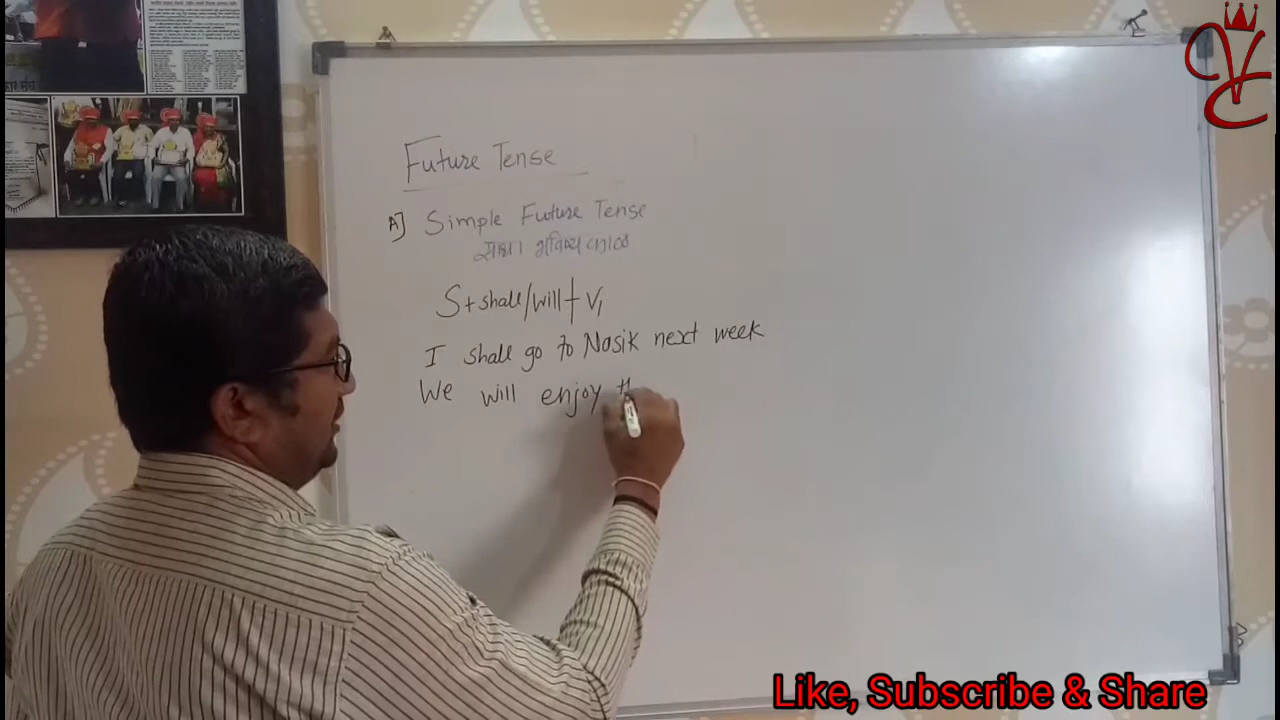 Future Tense
A] Simple Future Tense
साधा भविष्य काळ
S + shall/will + V1
I shall go to Nasik next week
We will enjoy th
Like, Subscribe & Share
VC